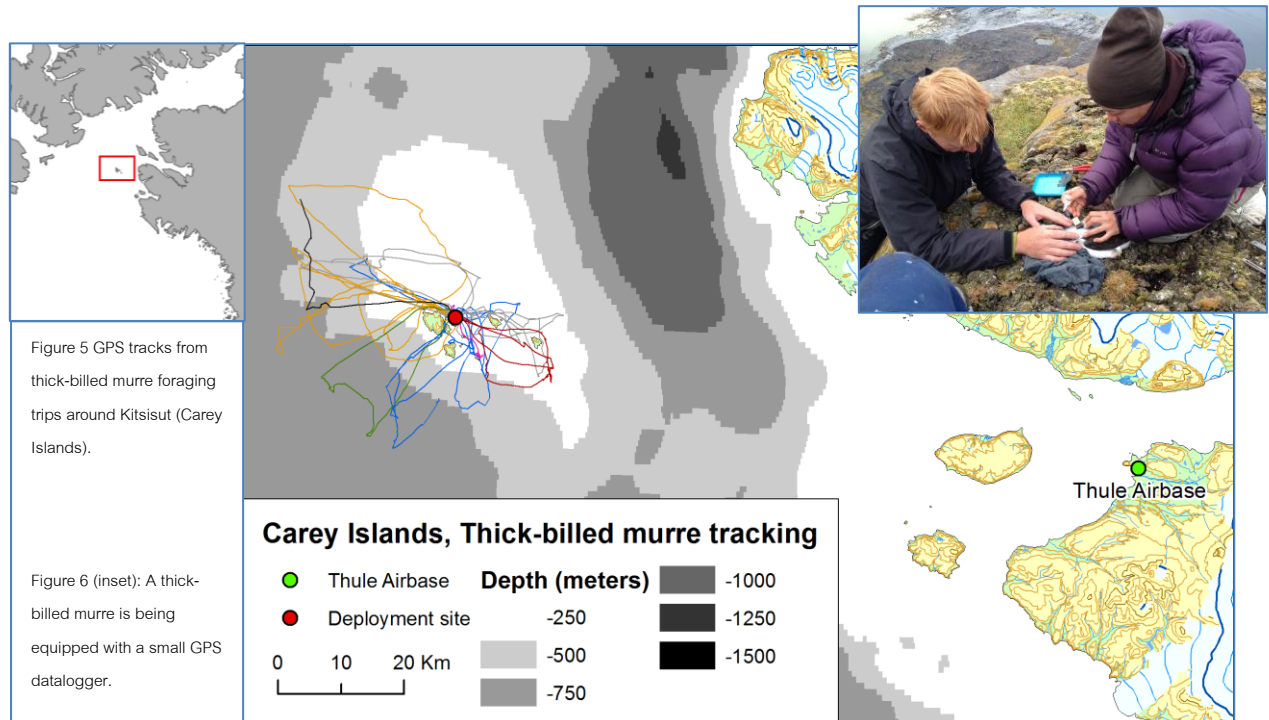 Figure 5 GPS tracks from
thick-billed murre foraging
trips around Kitsisut (Carey
Islands).
Figure 6 (inset): A thick-
billed murre is being
equipped with a small GPS
datalogger.
Thule Airbase
Carey Islands, Thick-billed murre tracking
Thule Airbase
Deployment site
0 10 20 Km
Depth (meters)
-250
-500
-750
-1000
-1250
-1500